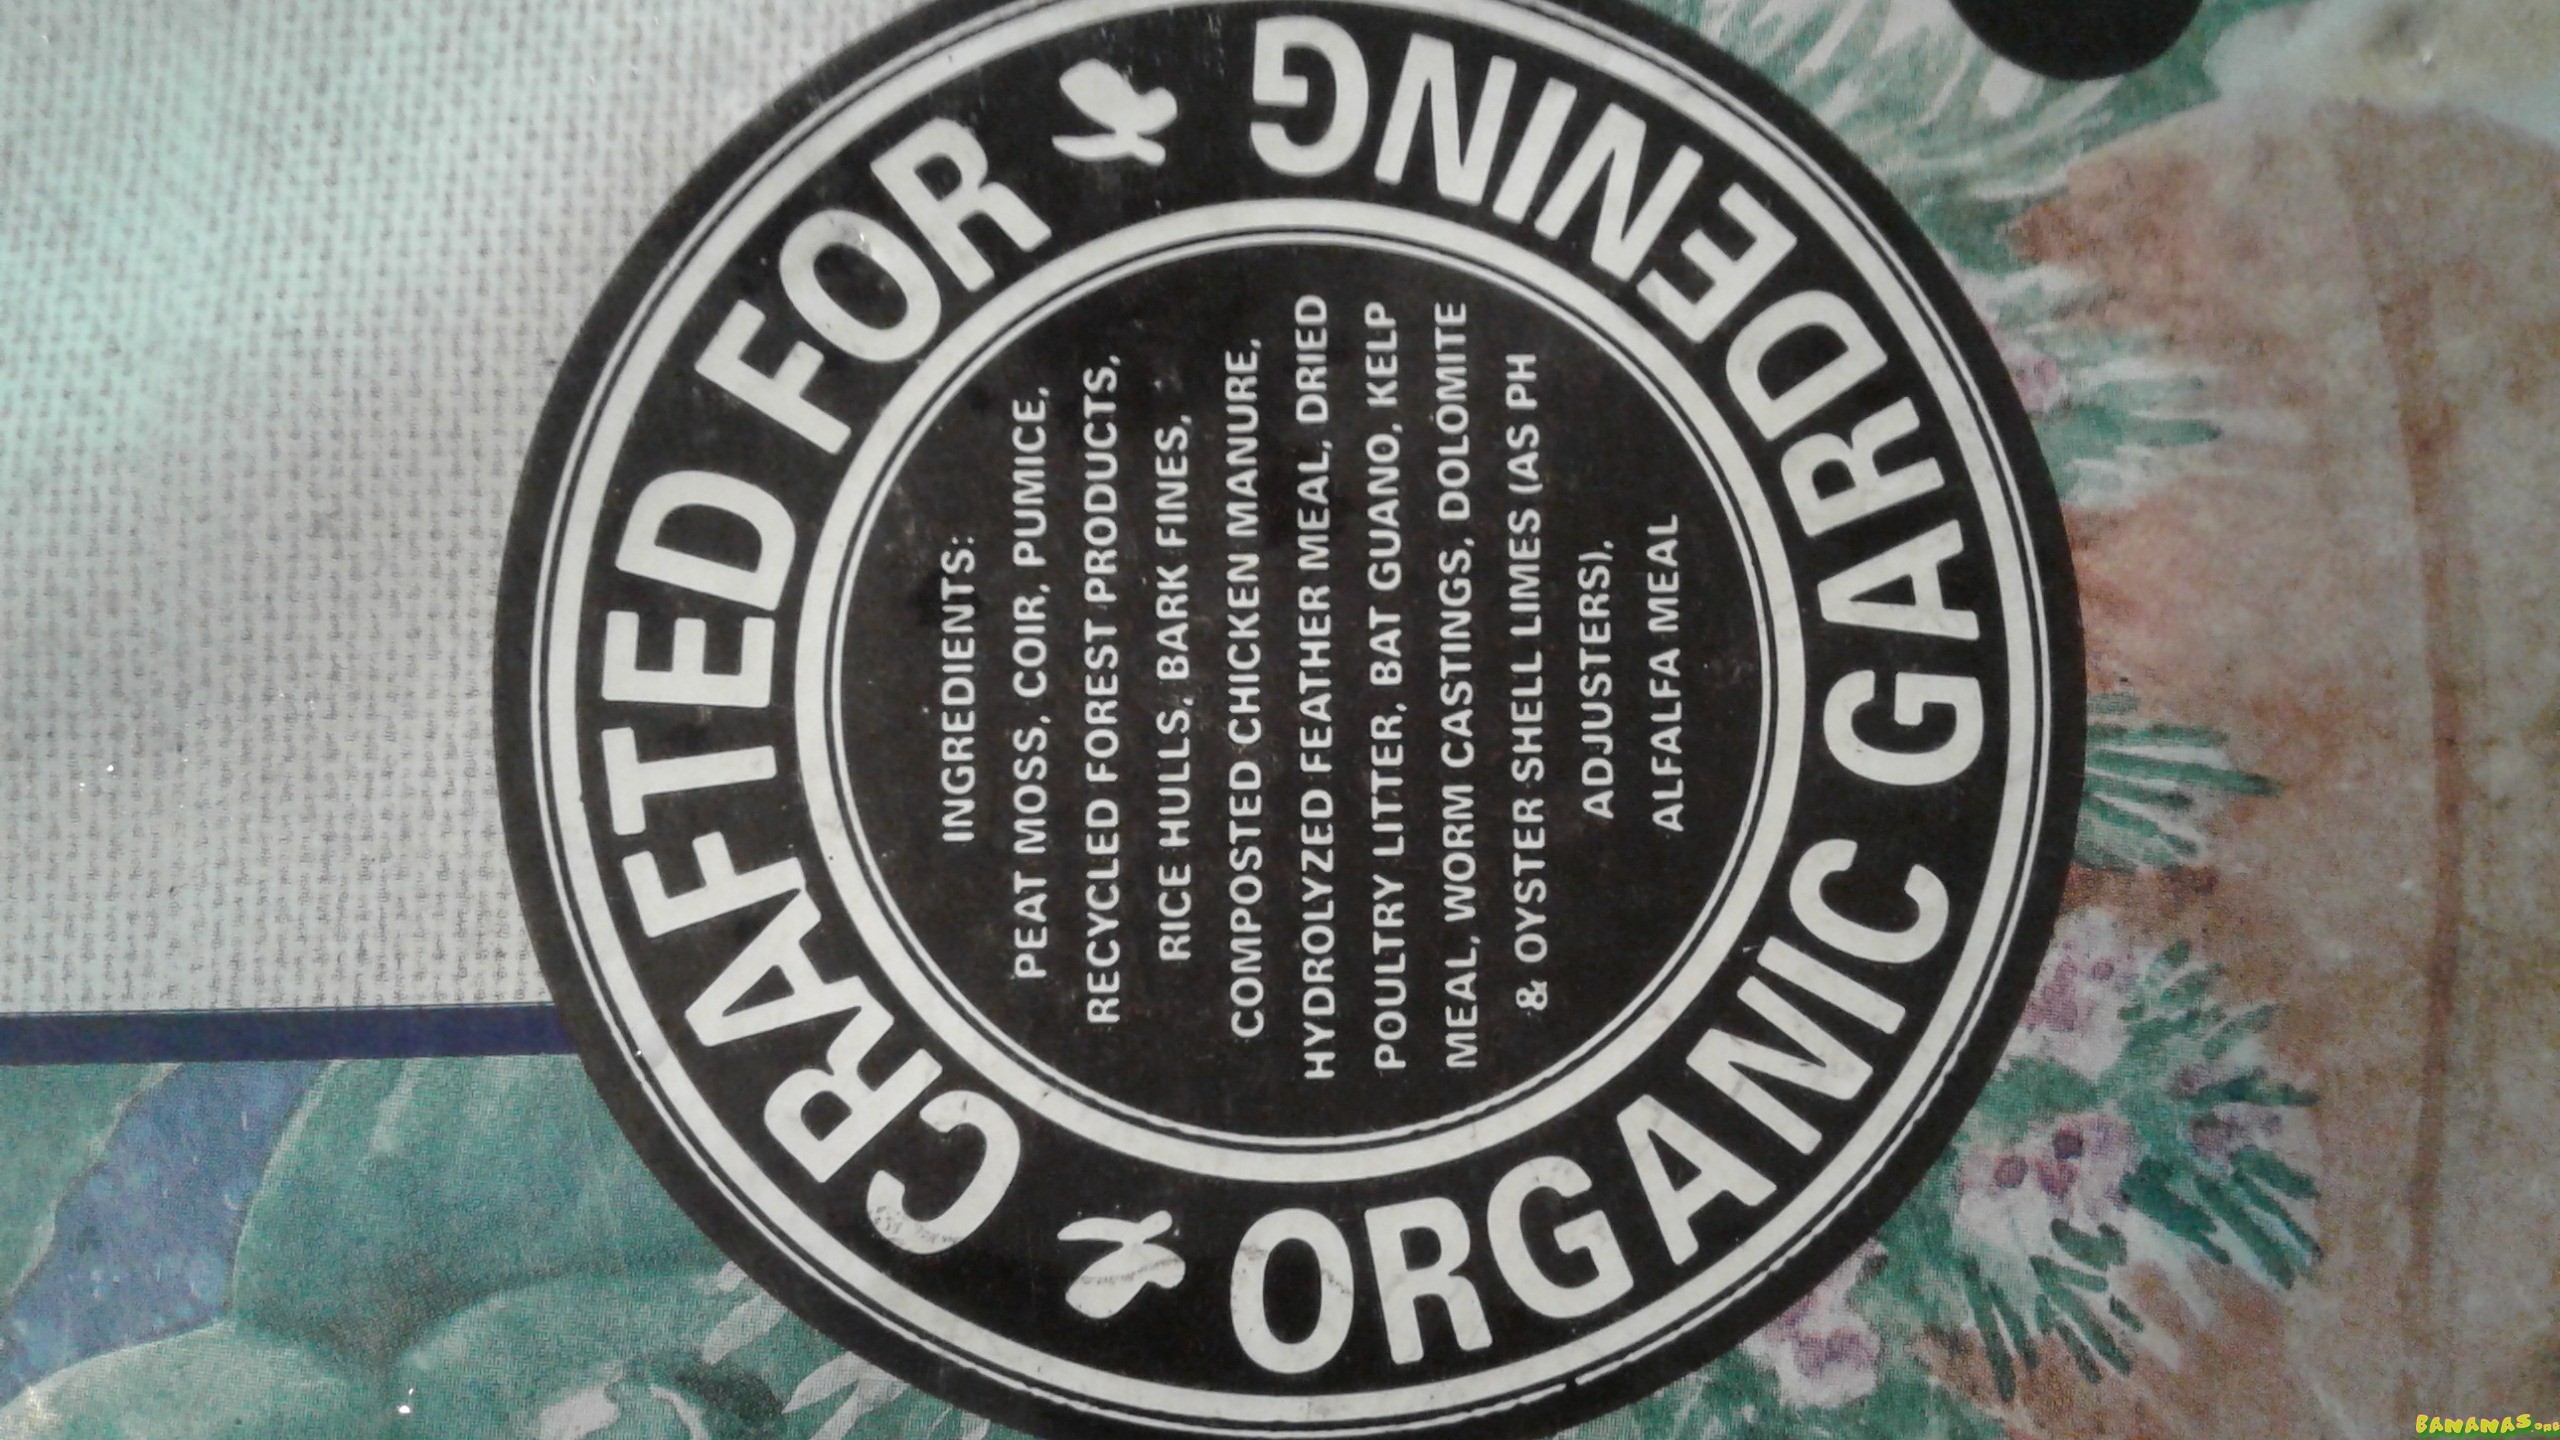 CRAFTED FOR
ORGANIC GARDENING
INGREDIENTS:
PEAT MOSS, COIR, PUMICE,
RECYCLED FOREST PRODUCTS,
RICE HULLS, BARK FINES,
COMPOSTED CHICKEN MANURE,
HYDROLYZED FEATHER MEAL, DRIED
POULTRY LITTER, BAT GUANO, KELP
MEAL, WORM CASTINGS, DOLOMITE
& OYSTER SHELL LIMES (AS PH
ADJUSTERS),
ALFALFA MEAL
BANANAS.ORG